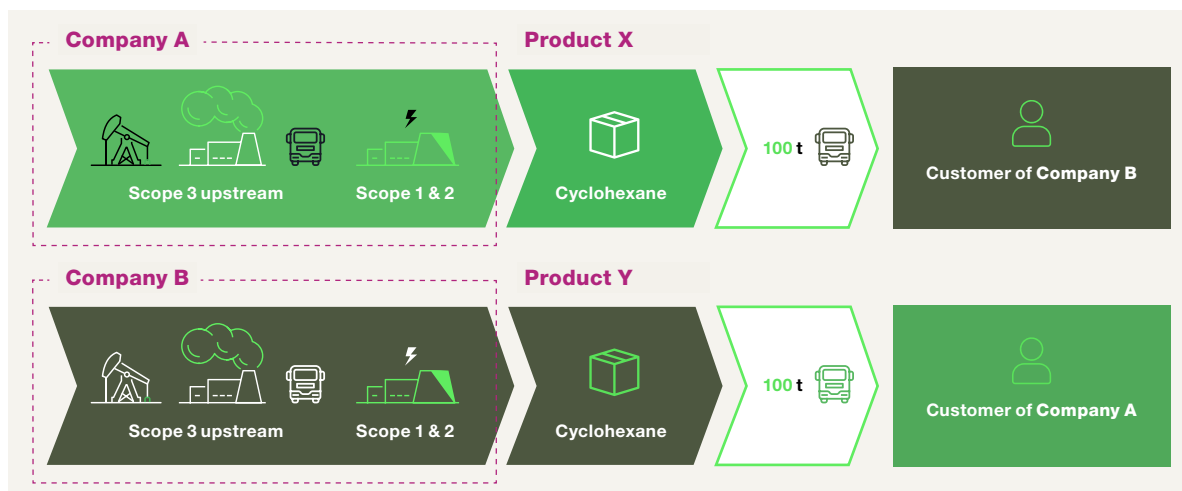 Company A
Product X
Scope 3 upstream
Scope 1 & 2
Cyclohexane
100 t
Customer of Company B
Company B
Product Y
Scope 3 upstream
Scope 1 & 2
Cyclohexane
100 t
Customer of Company A